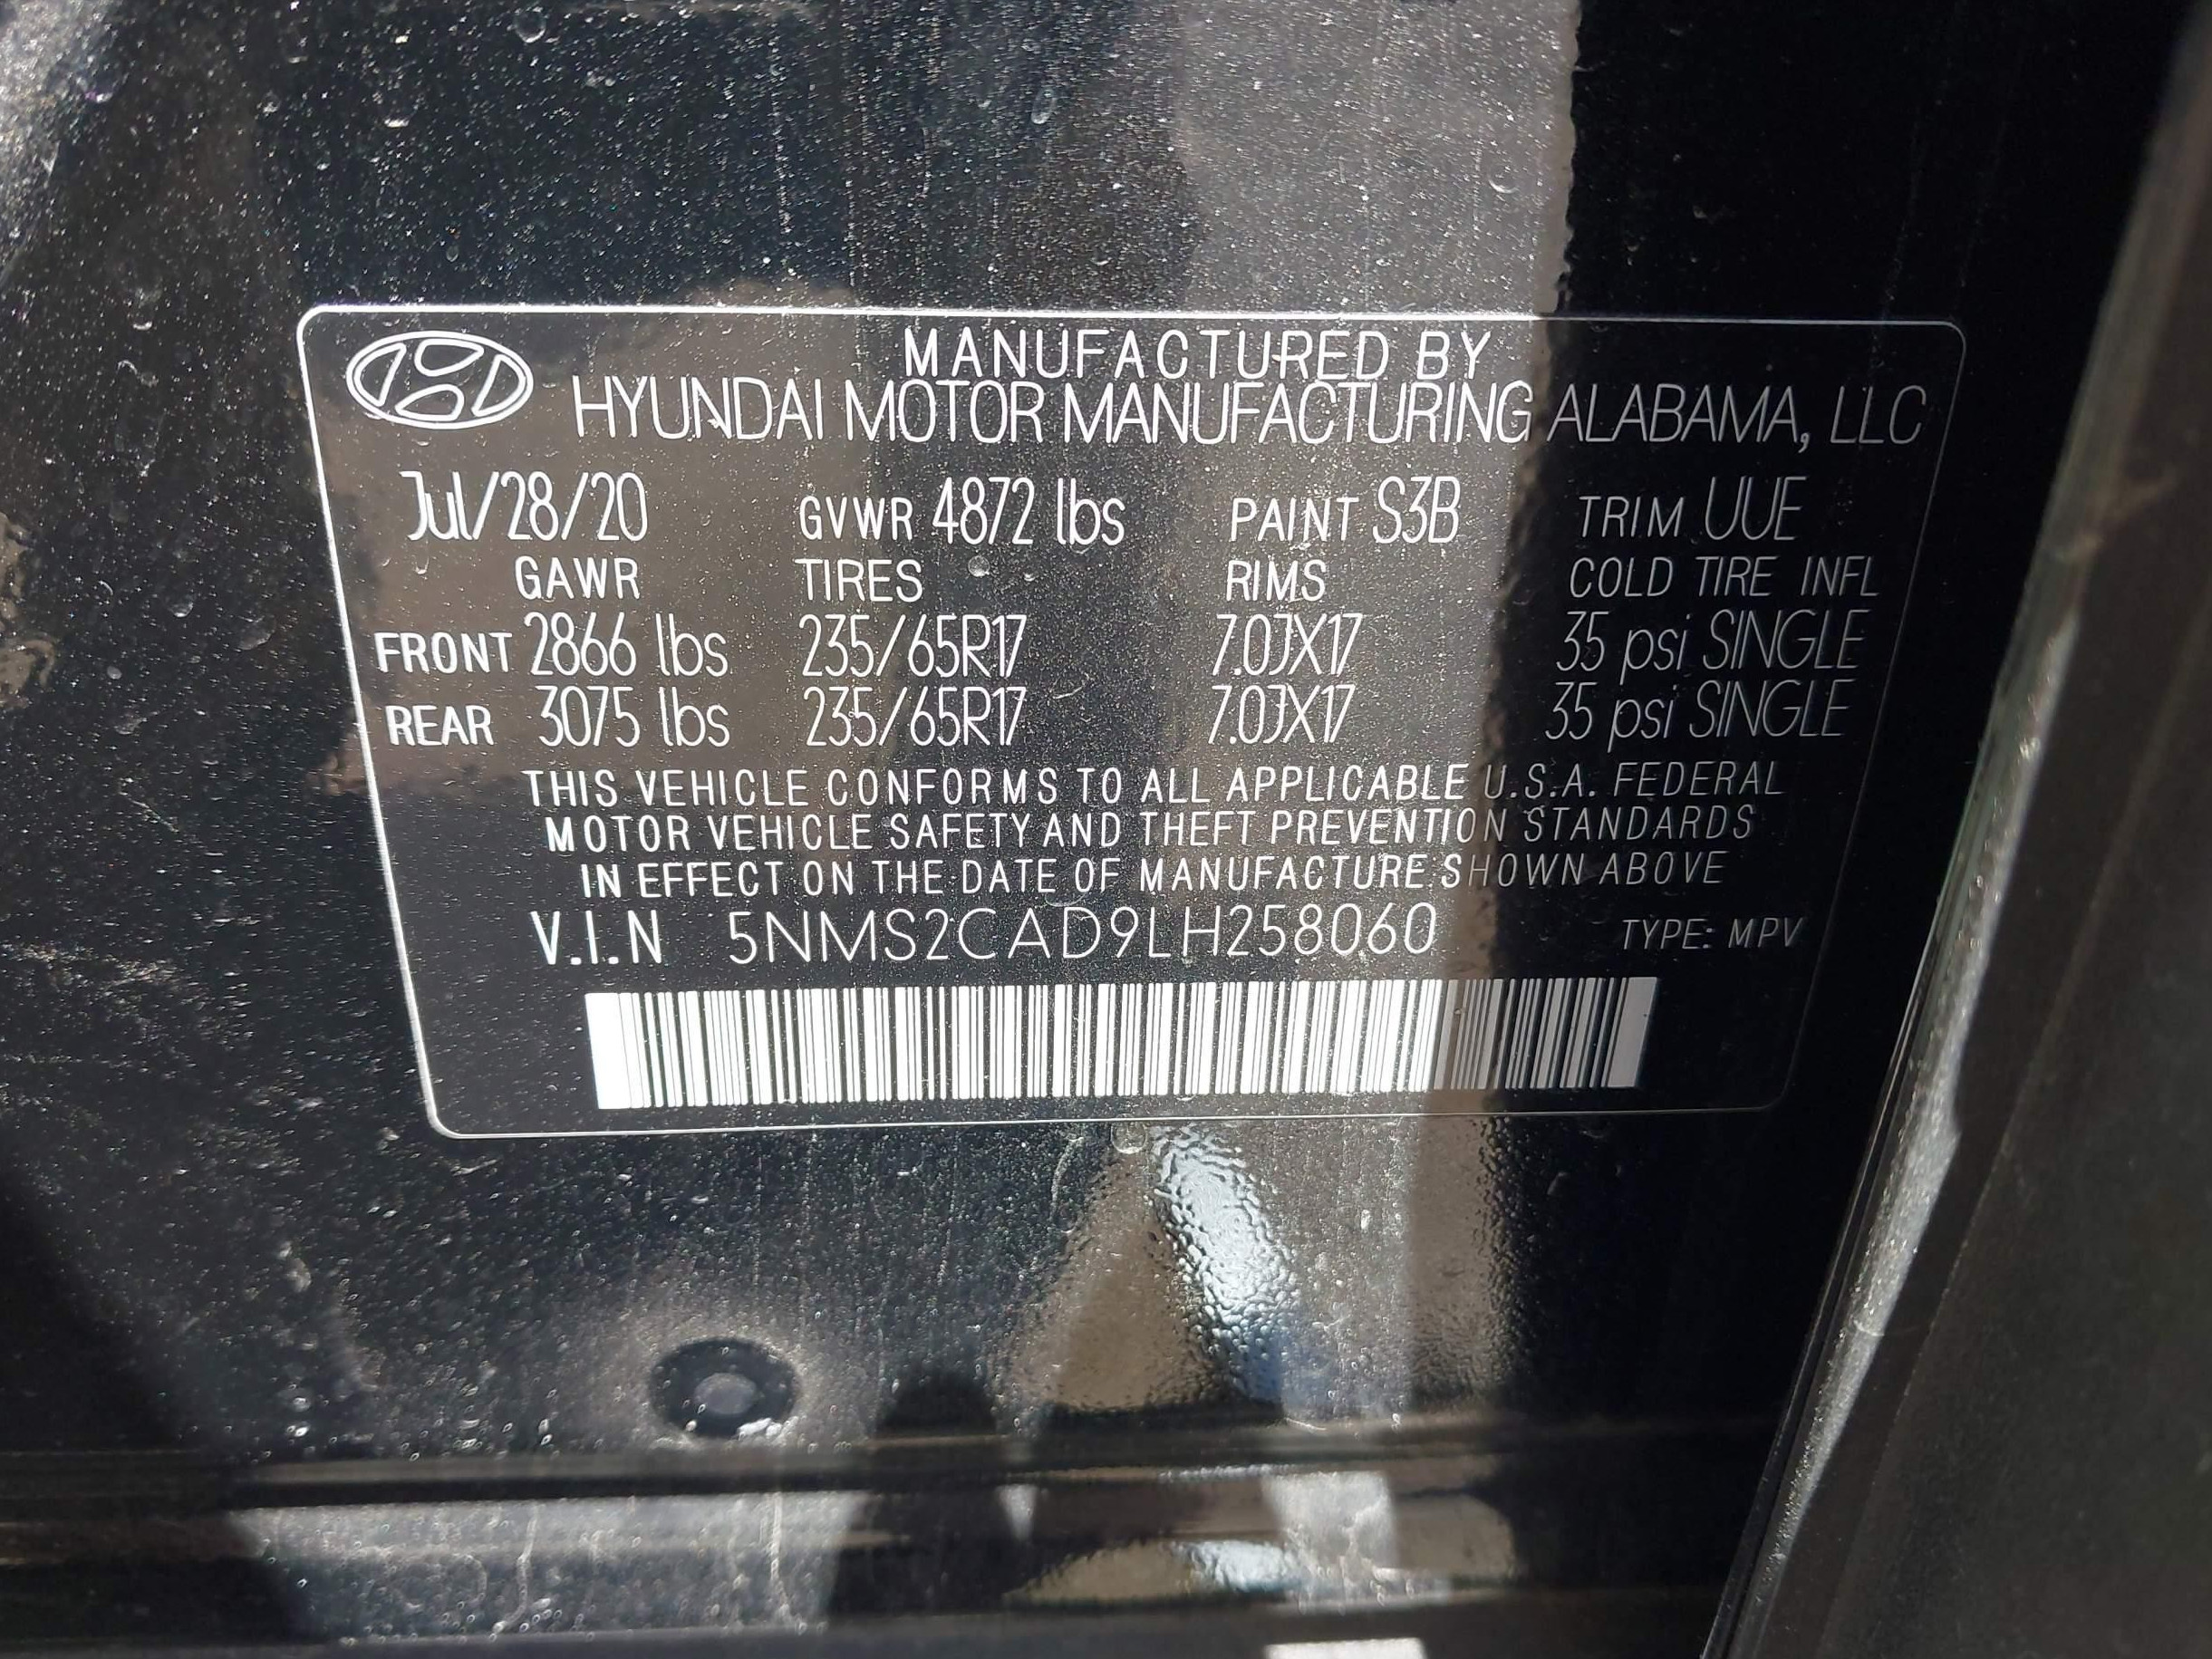 MANUFACTURED BY
HYUNDAI MOTOR MANUFACTURING ALABAMA, LLC
Jul/28/20 GVWR 4872 lbs PAINT S3B TRIM UUE
GAWR TIRES RIMS COLD TIRE INFL
FRONT 2866 lbs 235/65R17 7.0JX17 35 psi SINGLE
REAR 3075 lbs 235/65R17 7.0JX17 35 psi SINGLE
THIS VEHICLE CONFORMS TO ALL APPLICABLE U.S.A. FEDERAL
MOTOR VEHICLE SAFETY AND THEFT PREVENTION STANDARDS
IN EFFECT ON THE DATE OF MANUFACTURE SHOWN ABOVE
V.I.N 5NMS2CAD9LH258060 TYPE: MPV